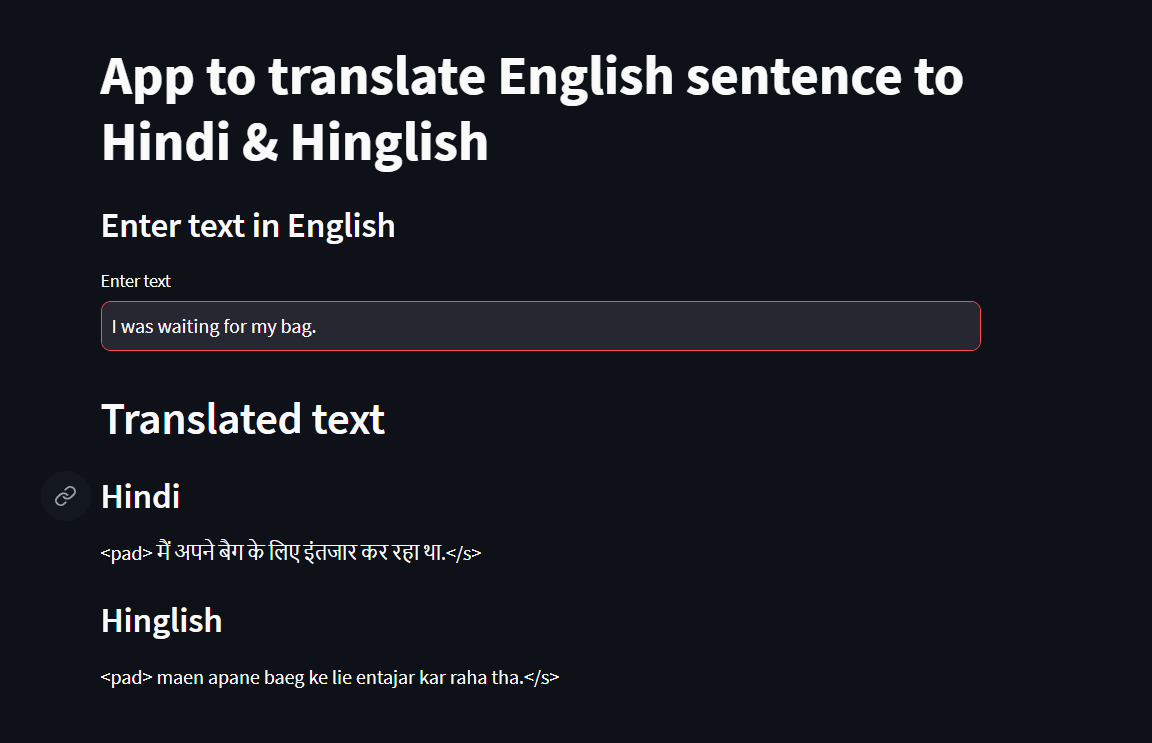 App to translate English sentence to
Hindi & Hinglish
Enter text in English
Enter text
I was waiting for my bag.
Translated text
Hindi
<pad> मैं अपने बैग के लिए इंतजार कर रहा था.</s>
Hinglish
<pad> maen apane baeg ke lie entajar kar raha tha.</s>